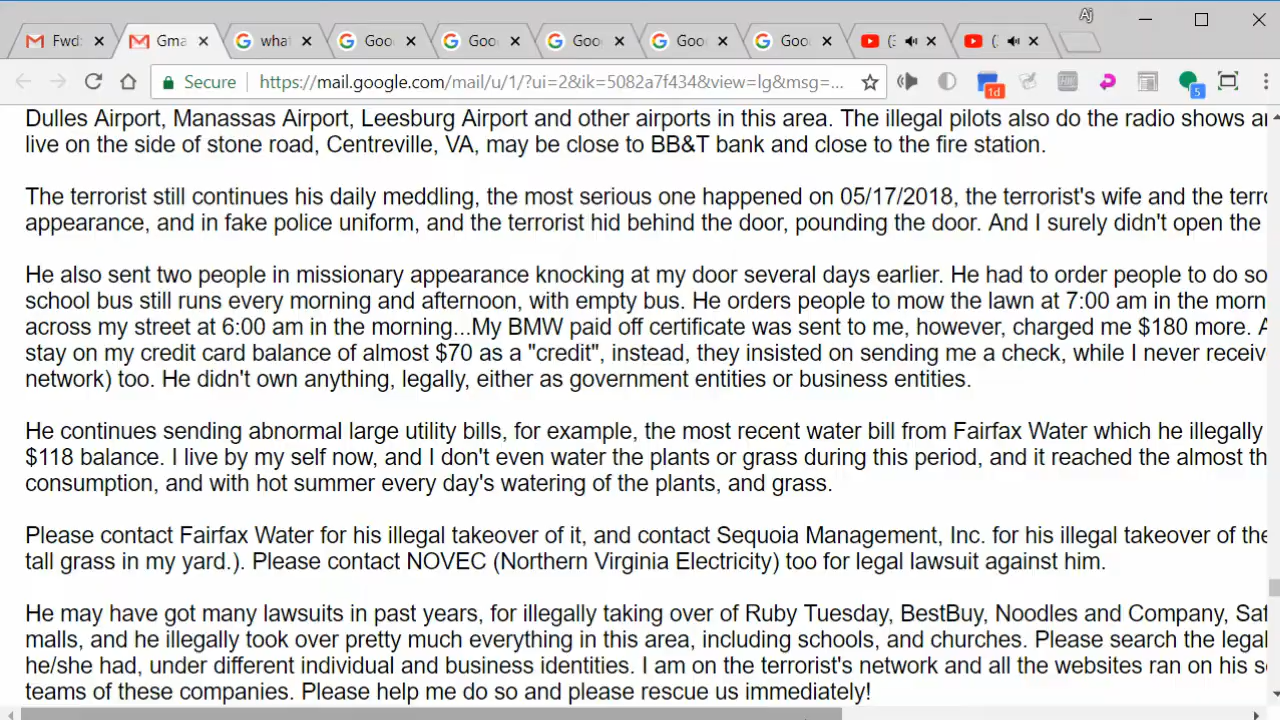 Aj
Fwd:
Gma
what
Goo
Goo
Goo
Goo
Goo
Secure
https://mail.google.com/mail/u/1/?ui=2&ik=5082a7f434&view=lg&msg=...
1d
5
Dulles Airport, Manassas Airport, Leesburg Airport and other airports in this area. The illegal pilots also do the radio shows
live on the side of stone road, Centreville, VA, may be close to BB&T bank and close to the fire station.
The terrorist still continues his daily meddling, the most serious one happened on 05/17/2018, the terrorist's wife and the terro
appearance, and in fake police uniform, and the terrorist hid behind the door, pounding the door. And I surely didn't open the
He also sent two people in missionary appearance knocking at my door several days earlier. He had to order people to do so
school bus still runs every morning and afternoon, with empty bus. He orders people to mow the lawn at 7:00 am in the morn
across my street at 6:00 am in the morning...My BMW paid off certificate was sent to me, however, charged me $180 more.
stay on my credit card balance of almost $70 as a "credit", instead, they insisted on sending me a check, while I never receiv
network) too. He didn't own anything, legally, either as government entities or business entities.
He continues sending abnormal large utility bills, for example, the most recent water bill from Fairfax Water which he illegally
$118 balance. I live by my self now, and I don't even water the plants or grass during this period, and it reached the almost th
consumption, and with hot summer every day's watering of the plants, and grass.
Please contact Fairfax Water for his illegal takeover of it, and contact Sequoia Management, Inc. for his illegal takeover of the
tall grass in my yard.). Please contact NOVEC (Northern Virginia Electricity) too for legal lawsuit against him.
He may have got many lawsuits in past years, for illegally taking over of Ruby Tuesday, BestBuy, Noodles and Company, Saf
malls, and he illegally took over pretty much everything in this area, including schools, and churches. Please search the legal
he/she had, under different individual and business identities. I am on the terrorist's network and all the websites ran on his s
teams of these companies. Please help me do so and please rescue us immediately!